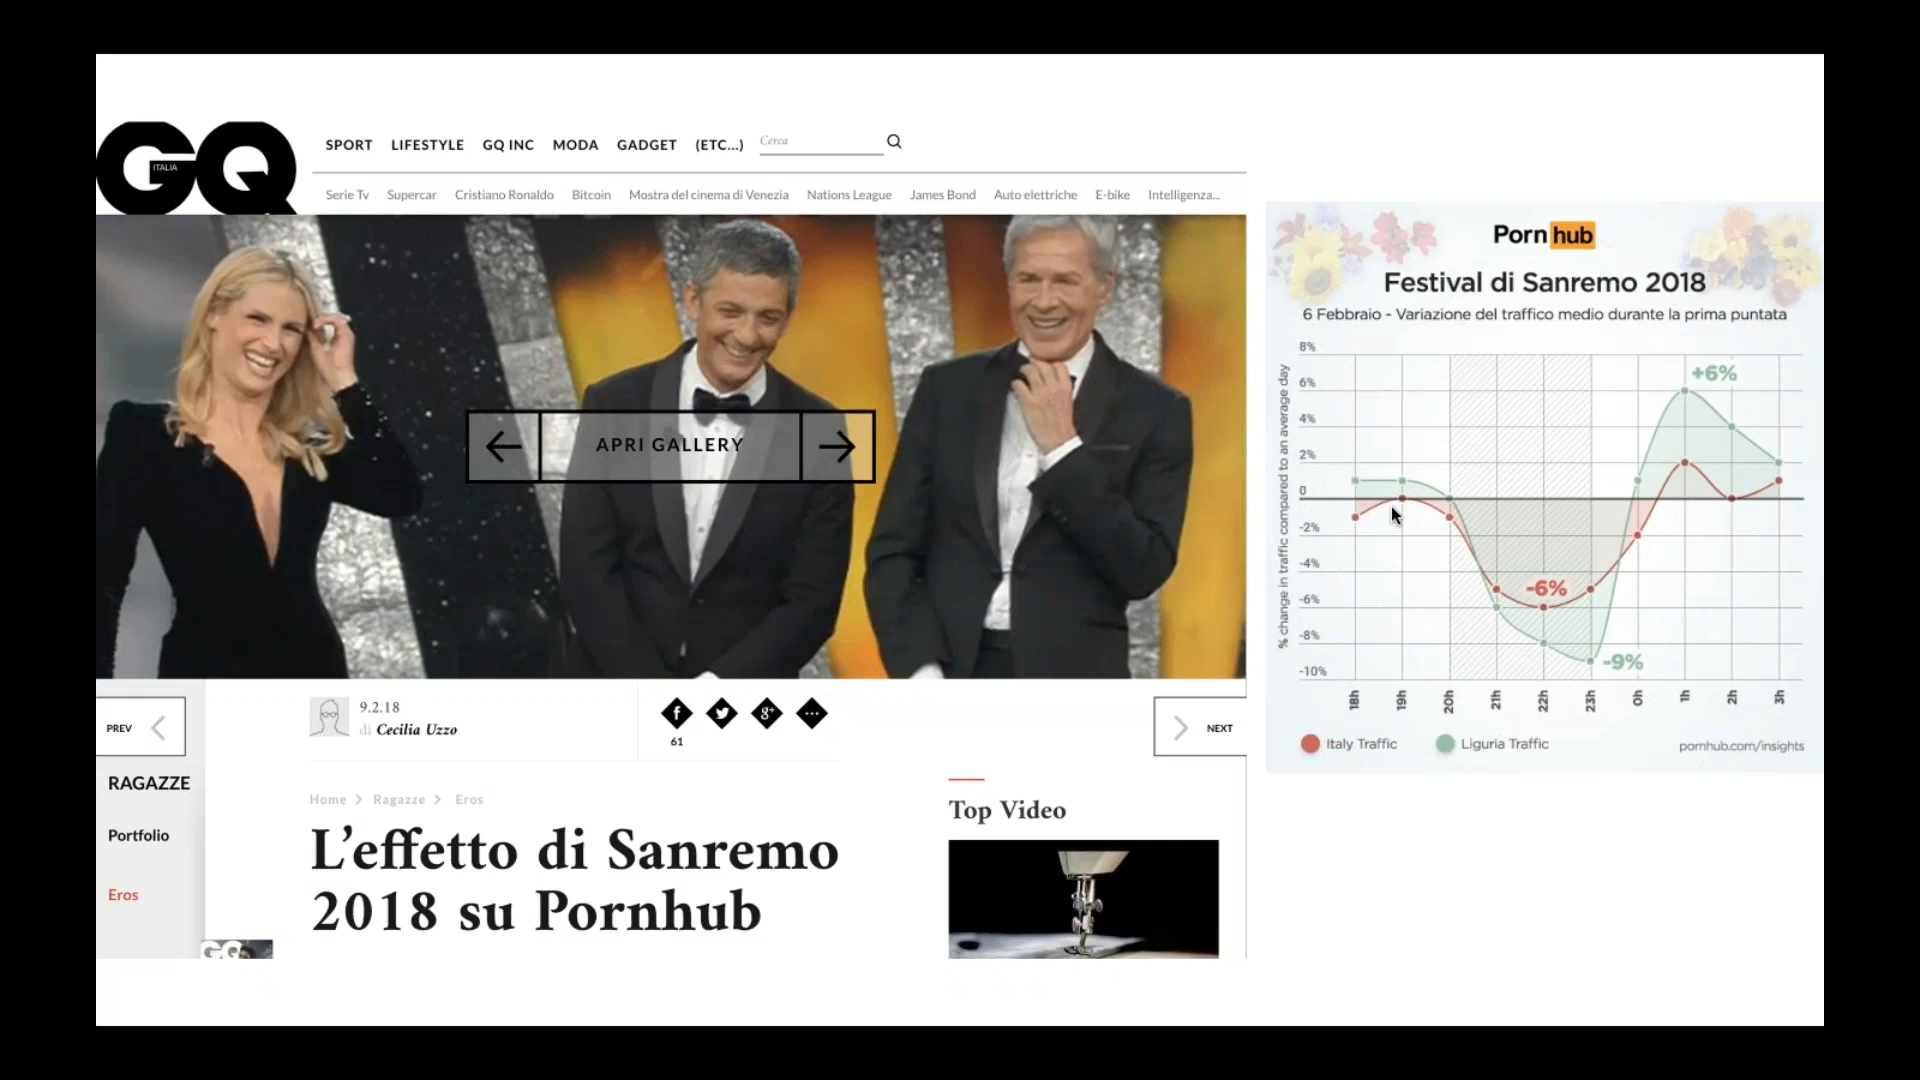 GQ
ITALIA
SPORT LIFESTYLE GQ INC MODA GADGET (ETC...) Cerca
Serie Tv Supercar Cristiano Ronaldo Bitcoin Mostra del cinema di Venezia Nations League James Bond Auto elettriche E-bike Intelligenza...
APRI GALLERY
PREV
9.2.18
di Cecilia Uzzo
f g+ ...
61
NEXT
RAGAZZE
Portfolio
Eros
Home > Ragazze > Eros
L'effetto di Sanremo
2018 su Pornhub
Top Video
GQ
Porn hub
Festival di Sanremo 2018
6 Febbraio - Variazione del traffico medio durante la prima puntata
% change in traffic compared to an average day
8%
6%
4%
2%
0
-2%
-4%
-6%
-8%
-10%
+6%
-6%
-9%
18h 19h 20h 21h 22h 23h 0h 1h 2h 3h
Italy Traffic Liguria Traffic pornhub.com/insights